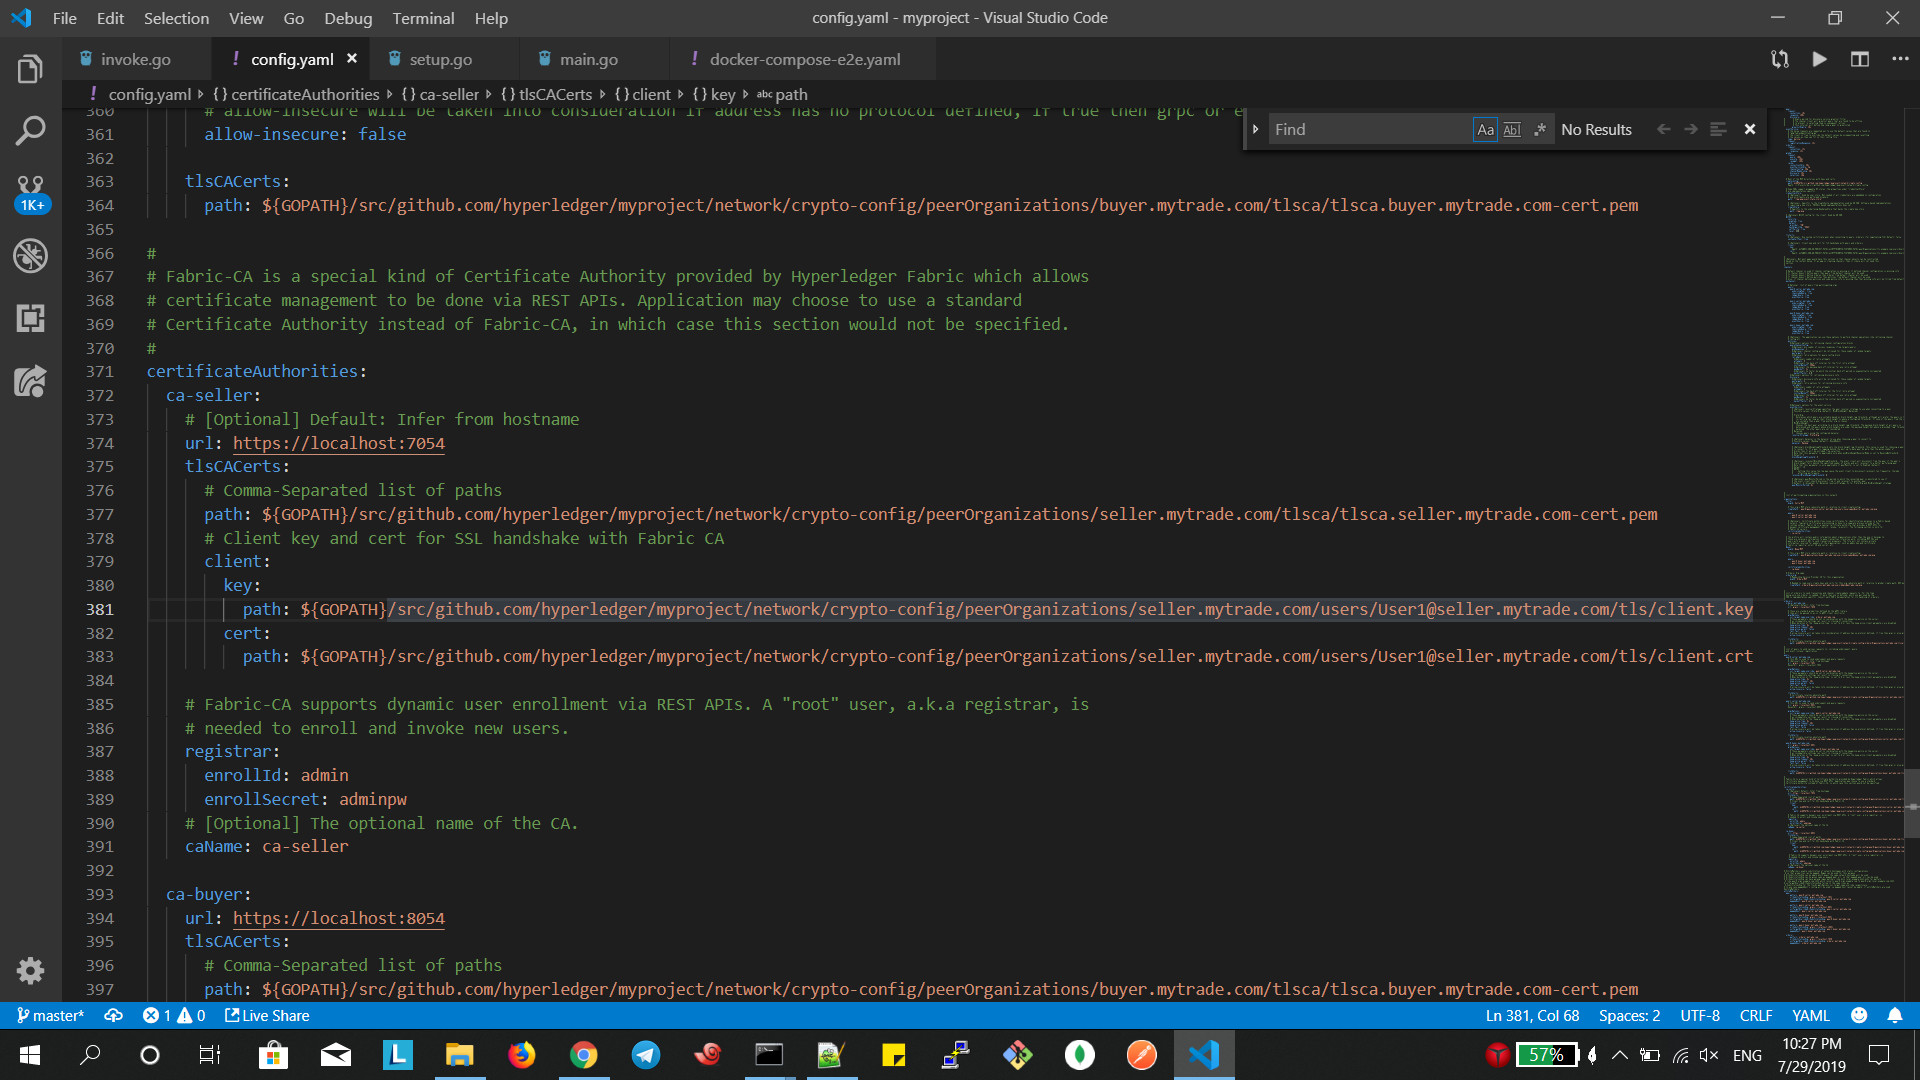 File Edit Selection View Go Debug Terminal Help
config.yaml - myproject - Visual Studio Code
invoke.go
! config.yaml ×
setup.go
main.go
! docker-compose-e2e.yaml
! config.yaml > {} certificateAuthorities > {} ca-seller > {} tlsCACerts > {} client > {} key > abc path
Find
Aa Abl .* No Results
1K+
360 # allow-insecure will be taken into consideration if address has no protocol defined, if true then grpc or e
361 allow-insecure: false
362
363 tlsCACerts:
364 path: ${GOPATH}/src/github.com/hyperledger/myproject/network/crypto-config/peerOrganizations/buyer.mytrade.com/tlsca/tlsca.buyer.mytrade.com-cert.pem
365
366 #
367 # Fabric-CA is a special kind of Certificate Authority provided by Hyperledger Fabric which allows
368 # certificate management to be done via REST APIs. Application may choose to use a standard
369 # Certificate Authority instead of Fabric-CA, in which case this section would not be specified.
370 #
371 certificateAuthorities:
372 ca-seller:
373 # [Optional] Default: Infer from hostname
374 url: https://localhost:7054
375 tlsCACerts:
376 # Comma-Separated list of paths
377 path: ${GOPATH}/src/github.com/hyperledger/myproject/network/crypto-config/peerOrganizations/seller.mytrade.com/tlsca/tlsca.seller.mytrade.com-cert.pem
378 # Client key and cert for SSL handshake with Fabric CA
379 client:
380 key:
381 path: ${GOPATH}/src/github.com/hyperledger/myproject/network/crypto-config/peerOrganizations/seller.mytrade.com/users/User1@seller.mytrade.com/tls/client.key
382 cert:
383 path: ${GOPATH}/src/github.com/hyperledger/myproject/network/crypto-config/peerOrganizations/seller.mytrade.com/users/User1@seller.mytrade.com/tls/client.crt
384
385 # Fabric-CA supports dynamic user enrollment via REST APIs. A "root" user, a.k.a registrar, is
386 # needed to enroll and invoke new users.
387 registrar:
388 enrollId: admin
389 enrollSecret: adminpw
390 # [Optional] The optional name of the CA.
391 caName: ca-seller
392
393 ca-buyer:
394 url: https://localhost:8054
395 tlsCACerts:
396 # Comma-Separated list of paths
397 path: ${GOPATH}/src/github.com/hyperledger/myproject/network/crypto-config/peerOrganizations/buyer.mytrade.com/tlsca/tlsca.buyer.mytrade.com-cert.pem
master* 1 0 Live Share
Ln 381, Col 68 Spaces: 2 UTF-8 CRLF YAML
L
57%
ENG
10:27 PM
7/29/2019